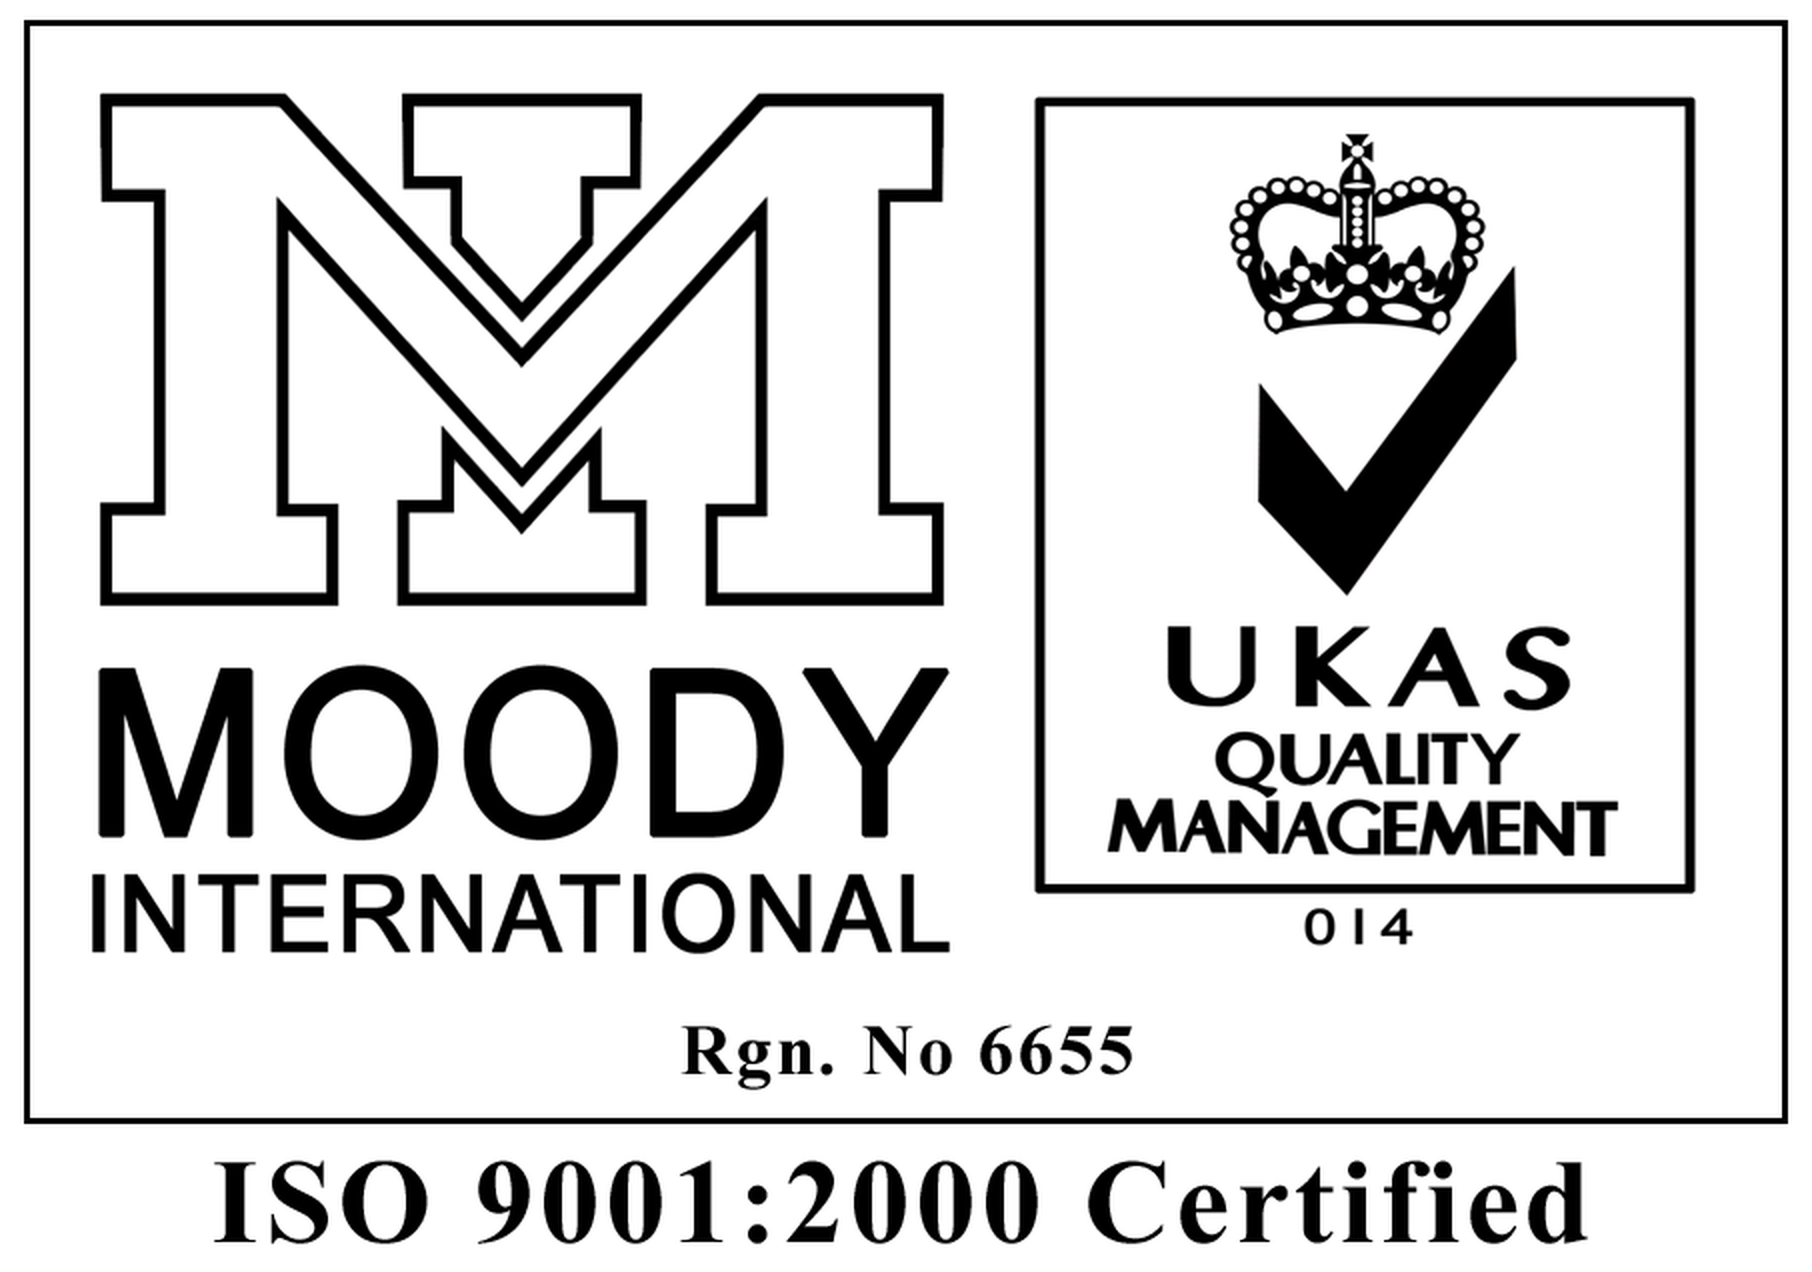 MOODY
INTERNATIONAL
UKAS
QUALITY
MANAGEMENT
014
Rgn. No 6655
ISO 9001:2000 Certified